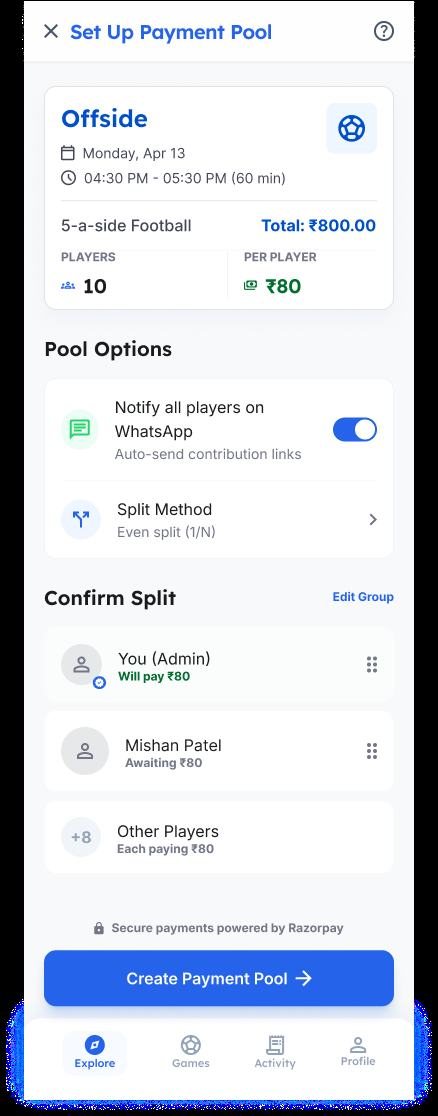 Set Up Payment Pool
Offside
Monday, Apr 13
04:30 PM - 05:30 PM (60 min)
5-a-side Football
Total: ₹800.00
PLAYERS
PER PLAYER
10
₹80
Pool Options
Notify all players on
WhatsApp
Auto-send contribution links
Split Method
Even split (1/N)
Confirm Split
Edit Group
You (Admin)
Will pay ₹80
Mishan Patel
Awaiting ₹80
+8
Other Players
Each paying ₹80
Secure payments powered by Razorpay
Create Payment Pool →
Explore
Games
Activity
Profile